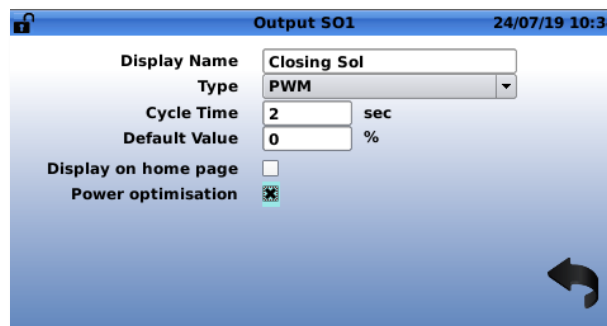 Output SO1 24/07/19 10:3
Display Name Closing Sol
Type PWM
Cycle Time 2 sec
Default Value 0 %
Display on home page
Power optimisation